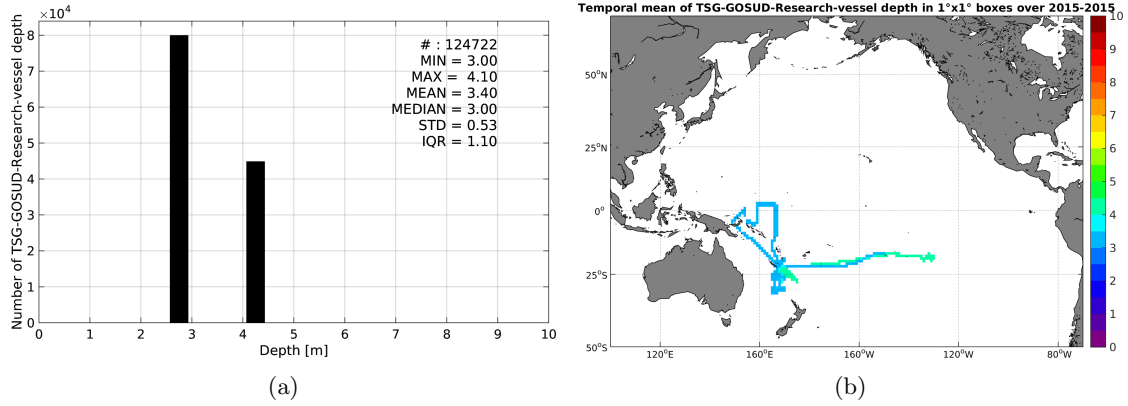 ×10⁴
Number of TSG-GOSUD-Research-vessel depth
8
7
6
5
4
3
2
1
0
# : 124722
MIN = 3.00
MAX = 4.10
MEAN = 3.40
MEDIAN = 3.00
STD = 0.53
IQR = 1.10
0 1 2 3 4 5 6 7 8 9 10
Depth [m]
(a)
Temporal mean of TSG-GOSUD-Research-vessel depth in 1°x1° boxes over 2015-2015
50°N
25°N
0°
25°S
50°S
120°E 160°E 160°W 120°W 80°W
10
9
8
7
6
5
4
3
2
1
0
(b)